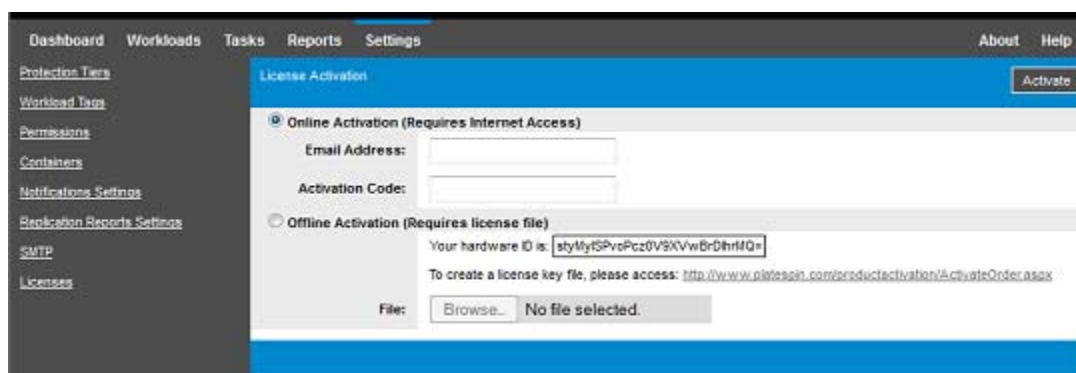 Dashboard Workloads Tasks Reports Settings About Help
Protection Tiers
Workload Tags
Permissions
Containers
Notifications Settings
Replication Reports Settings
SMTP
Licenses
License Activation
Activate
Online Activation (Requires Internet Access)
Email Address:
Activation Code:
Offline Activation (Requires license file)
Your hardware ID is:
To create a license key file, please access: http://www.platespin.com/productactivation/ActivateOrder.aspx
File: Browse... No file selected.